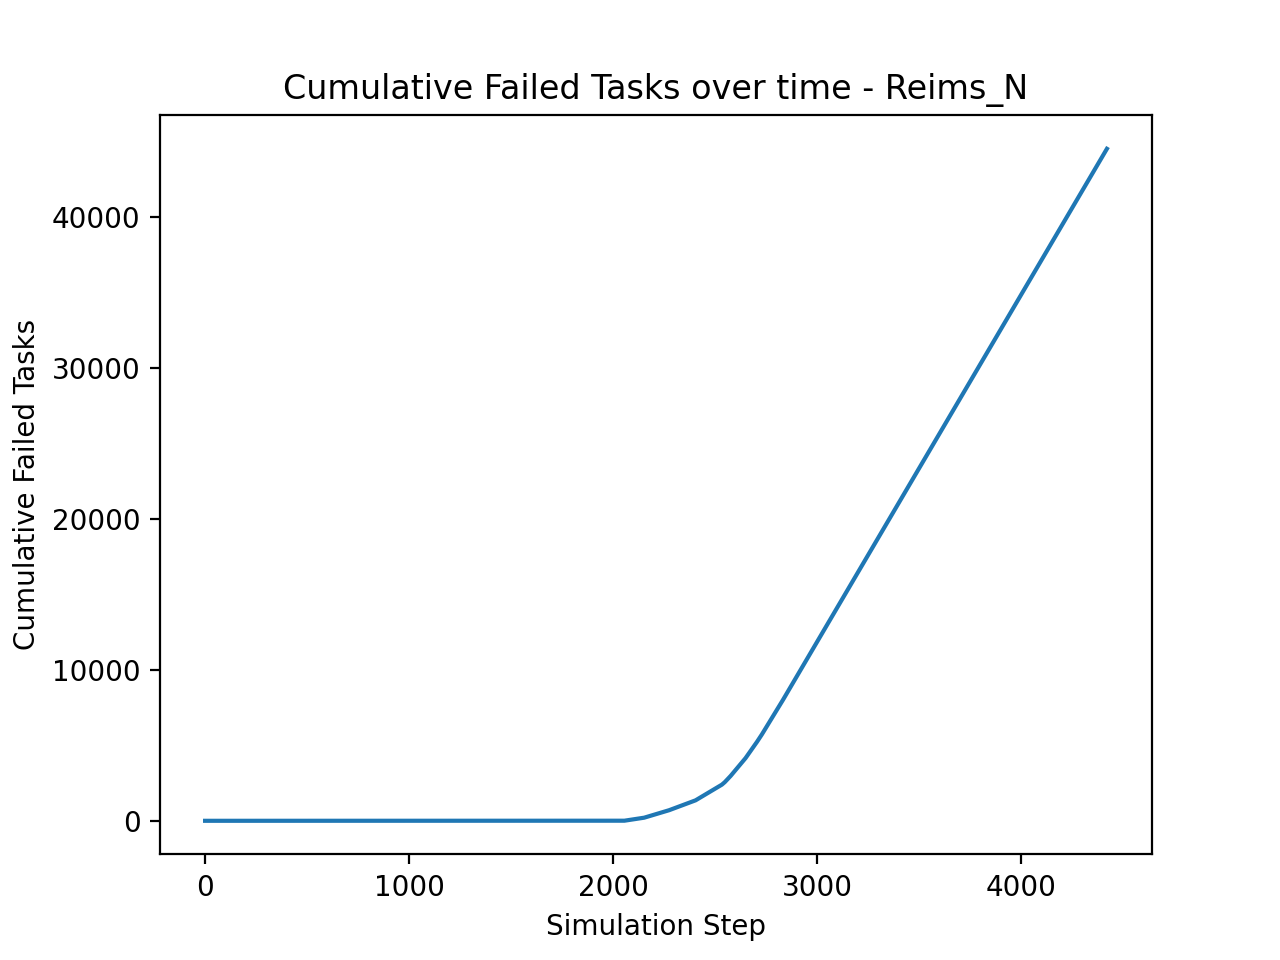 Cumulative Failed Tasks over time - Reims_N
Cumulative Failed Tasks
40000
30000
20000
10000
0
0 1000 2000 3000 4000
Simulation Step